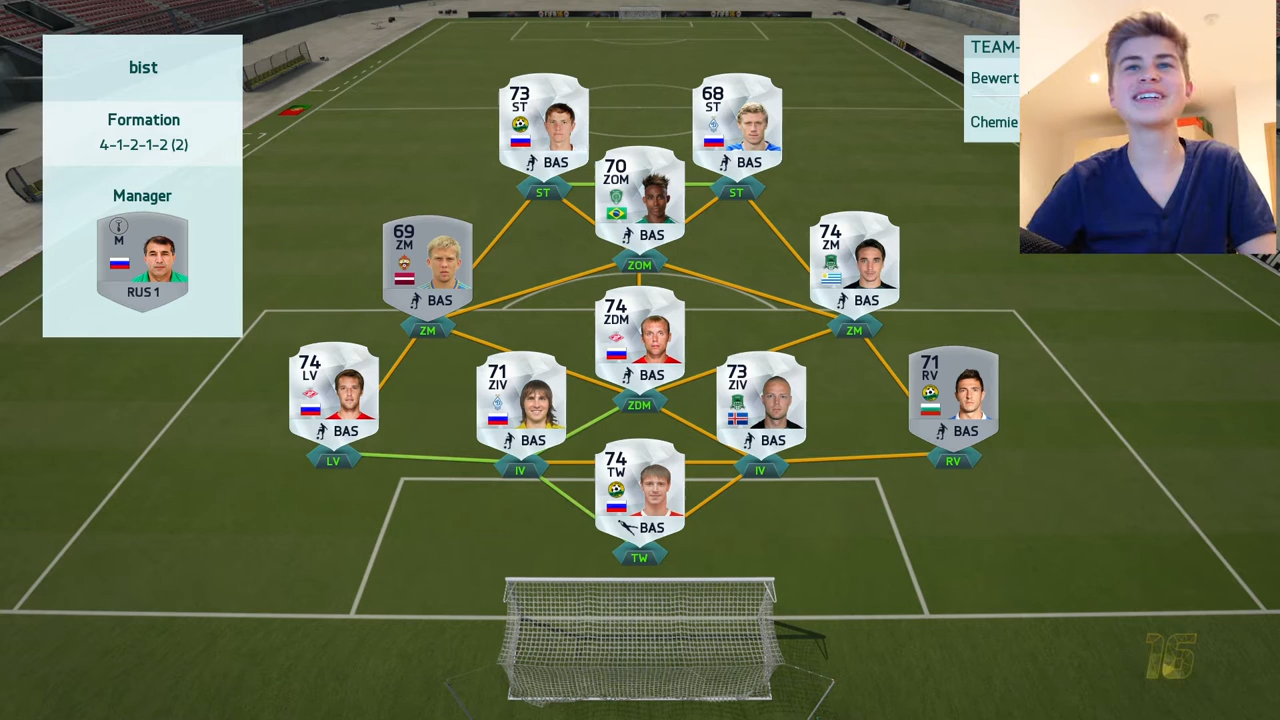 bist
Formation
4-1-2-1-2 (2)
Manager
M
RUS 1
TEAM-
Bewert
Chemie
73
ST
BAS
ST
68
ST
BAS
ST
70
ZOM
BAS
ZOM
69
ZM
BAS
ZM
74
ZM
BAS
ZM
74
ZDM
BAS
ZDM
74
LV
BAS
LV
71
ZIV
BAS
IV
73
ZIV
BAS
IV
71
RV
BAS
RV
74
TW
BAS
TW
16